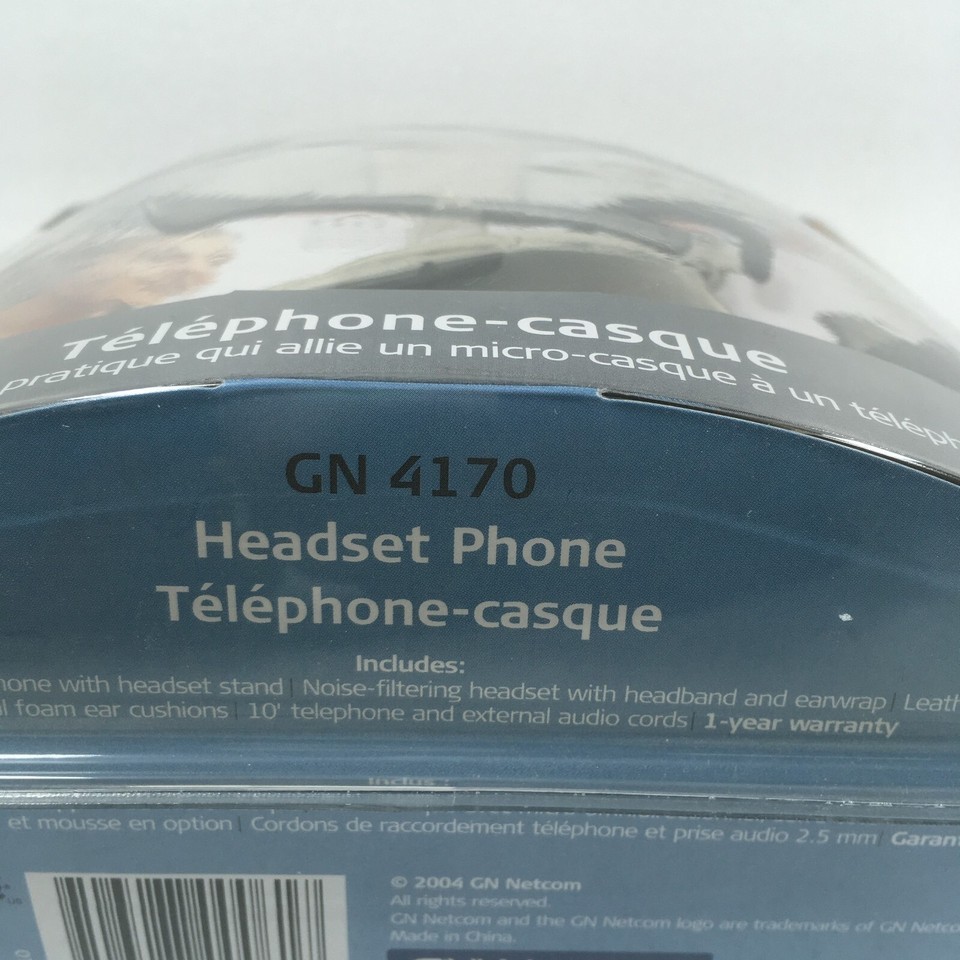 Téléphone-casque
pratique qui allie un micro-casque à un téléph
GN 4170
Headset Phone
Téléphone-casque
Includes:
hone with headset stand | Noise-filtering headset with headband and earwrap | Leath
l foam ear cushions | 10' telephone and external audio cords | 1-year warranty
Inclus :
et mousse en option | Cordons de raccordement téléphone et prise audio 2.5 mm | Garan
© 2004 GN Netcom
All rights reserved.
GN Netcom and the GN Netcom logo are trademarks of GN Netco
Made in China.